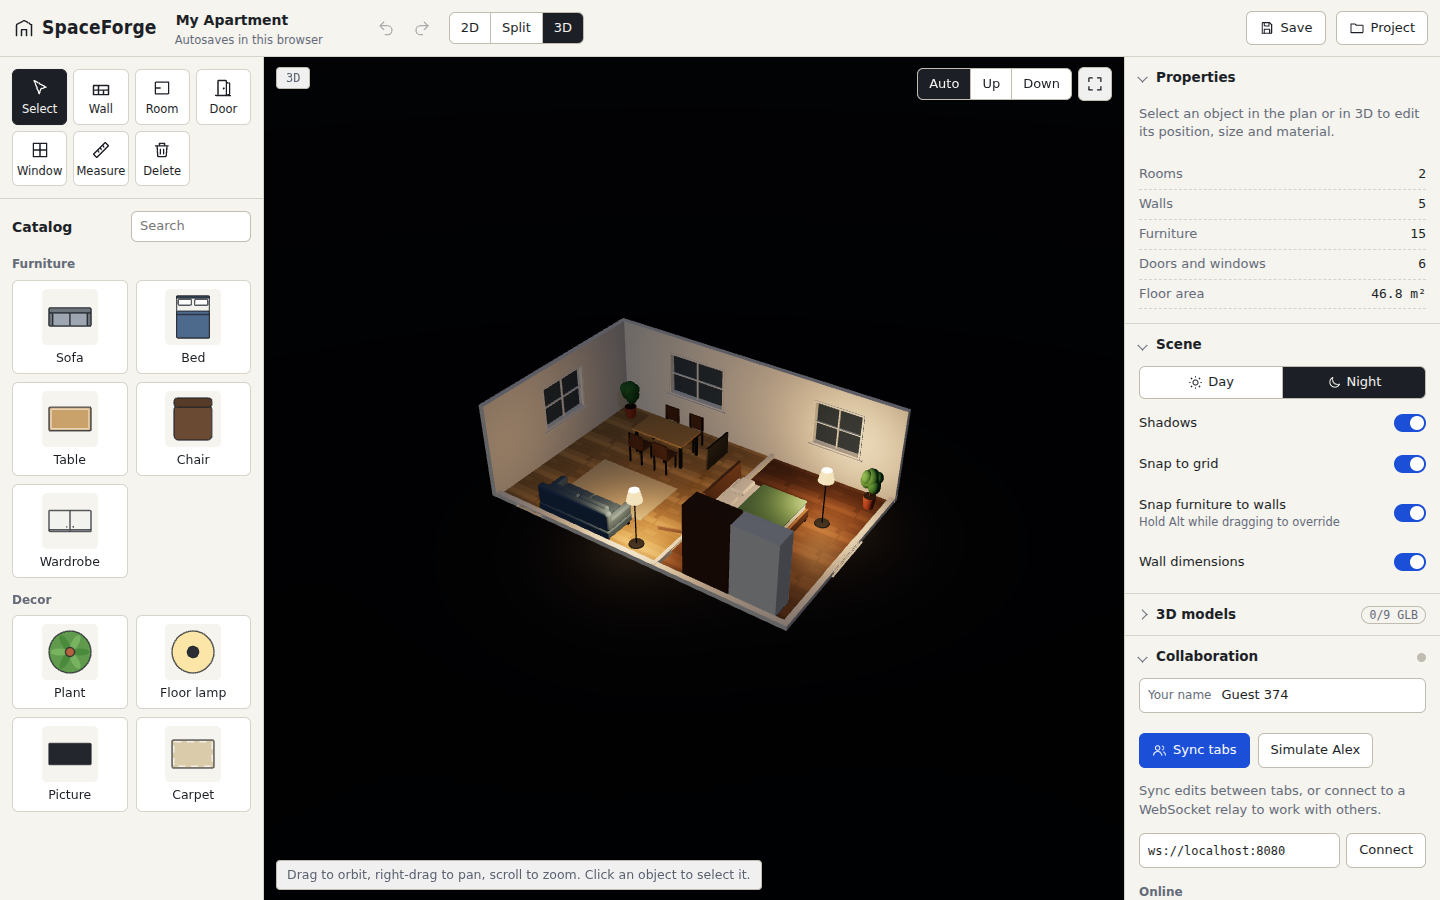 SpaceForge
My Apartment
Autosaves in this browser
2D
Split
3D
Save
Project
Select
Wall
Room
Door
Window
Measure
Delete
Catalog
Search
Furniture
Sofa
Bed
Table
Chair
Wardrobe
Decor
Plant
Floor lamp
Picture
Carpet
3D
Auto
Up
Down
Drag to orbit, right-drag to pan, scroll to zoom. Click an object to select it.
Properties
Select an object in the plan or in 3D to edit
its position, size and material.
Rooms 2
Walls 5
Furniture 15
Doors and windows 6
Floor area 46.8 m²
Scene
Day
Night
Shadows
Snap to grid
Snap furniture to walls
Hold Alt while dragging to override
Wall dimensions
3D models 0/9 GLB
Collaboration
Your name Guest 374
Sync tabs
Simulate Alex
Sync edits between tabs, or connect to a
WebSocket relay to work with others.
ws://localhost:8080
Connect
Online